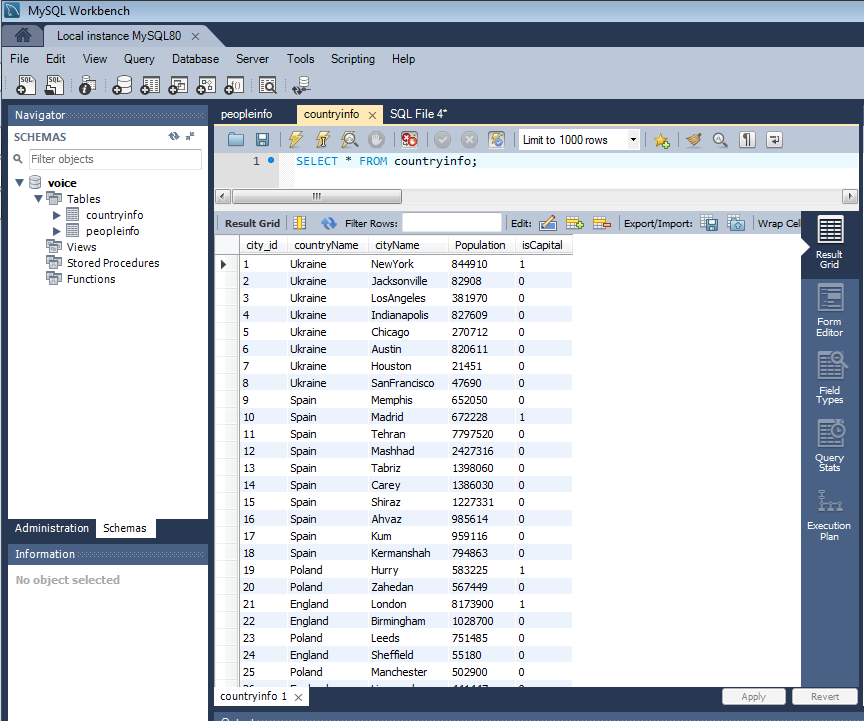 MySQL Workbench
Local instance MySQL80
File Edit View Query Database Server Tools Scripting Help
Navigator
SCHEMAS
Filter objects
voice
Tables
countryinfo
peopleinfo
Views
Stored Procedures
Functions
Administration Schemas
Information
No object selected
peopleinfo countryinfo SQL File 4*
Limit to 1000 rows
1 SELECT * FROM countryinfo;
Result Grid Filter Rows: Edit: Export/Import: Wrap Cel
city_id countryName cityName Population isCapital
1 Ukraine NewYork 844910 1
2 Ukraine Jacksonville 82908 0
3 Ukraine LosAngeles 381970 0
4 Ukraine Indianapolis 827609 0
5 Ukraine Chicago 270712 0
6 Ukraine Austin 820611 0
7 Ukraine Houston 21451 0
8 Ukraine SanFrancisco 47690 0
9 Spain Memphis 652050 0
10 Spain Madrid 672228 1
11 Spain Tehran 7797520 0
12 Spain Mashhad 2427316 0
13 Spain Tabriz 1398060 0
14 Spain Carey 1386030 0
15 Spain Shiraz 1227331 0
16 Spain Ahvaz 985614 0
17 Spain Kum 959116 0
18 Spain Kermanshah 794863 0
19 Poland Hurry 583225 1
20 Poland Zahedan 567449 0
21 England London 8173900 1
22 England Birmingham 1028700 0
23 Poland Leeds 751485 0
24 England Sheffield 55180 0
25 Poland Manchester 502900 0
Result
Grid
Form
Editor
Field
Types
Query
Stats
Execution
Plan
countryinfo 1
Apply Revert